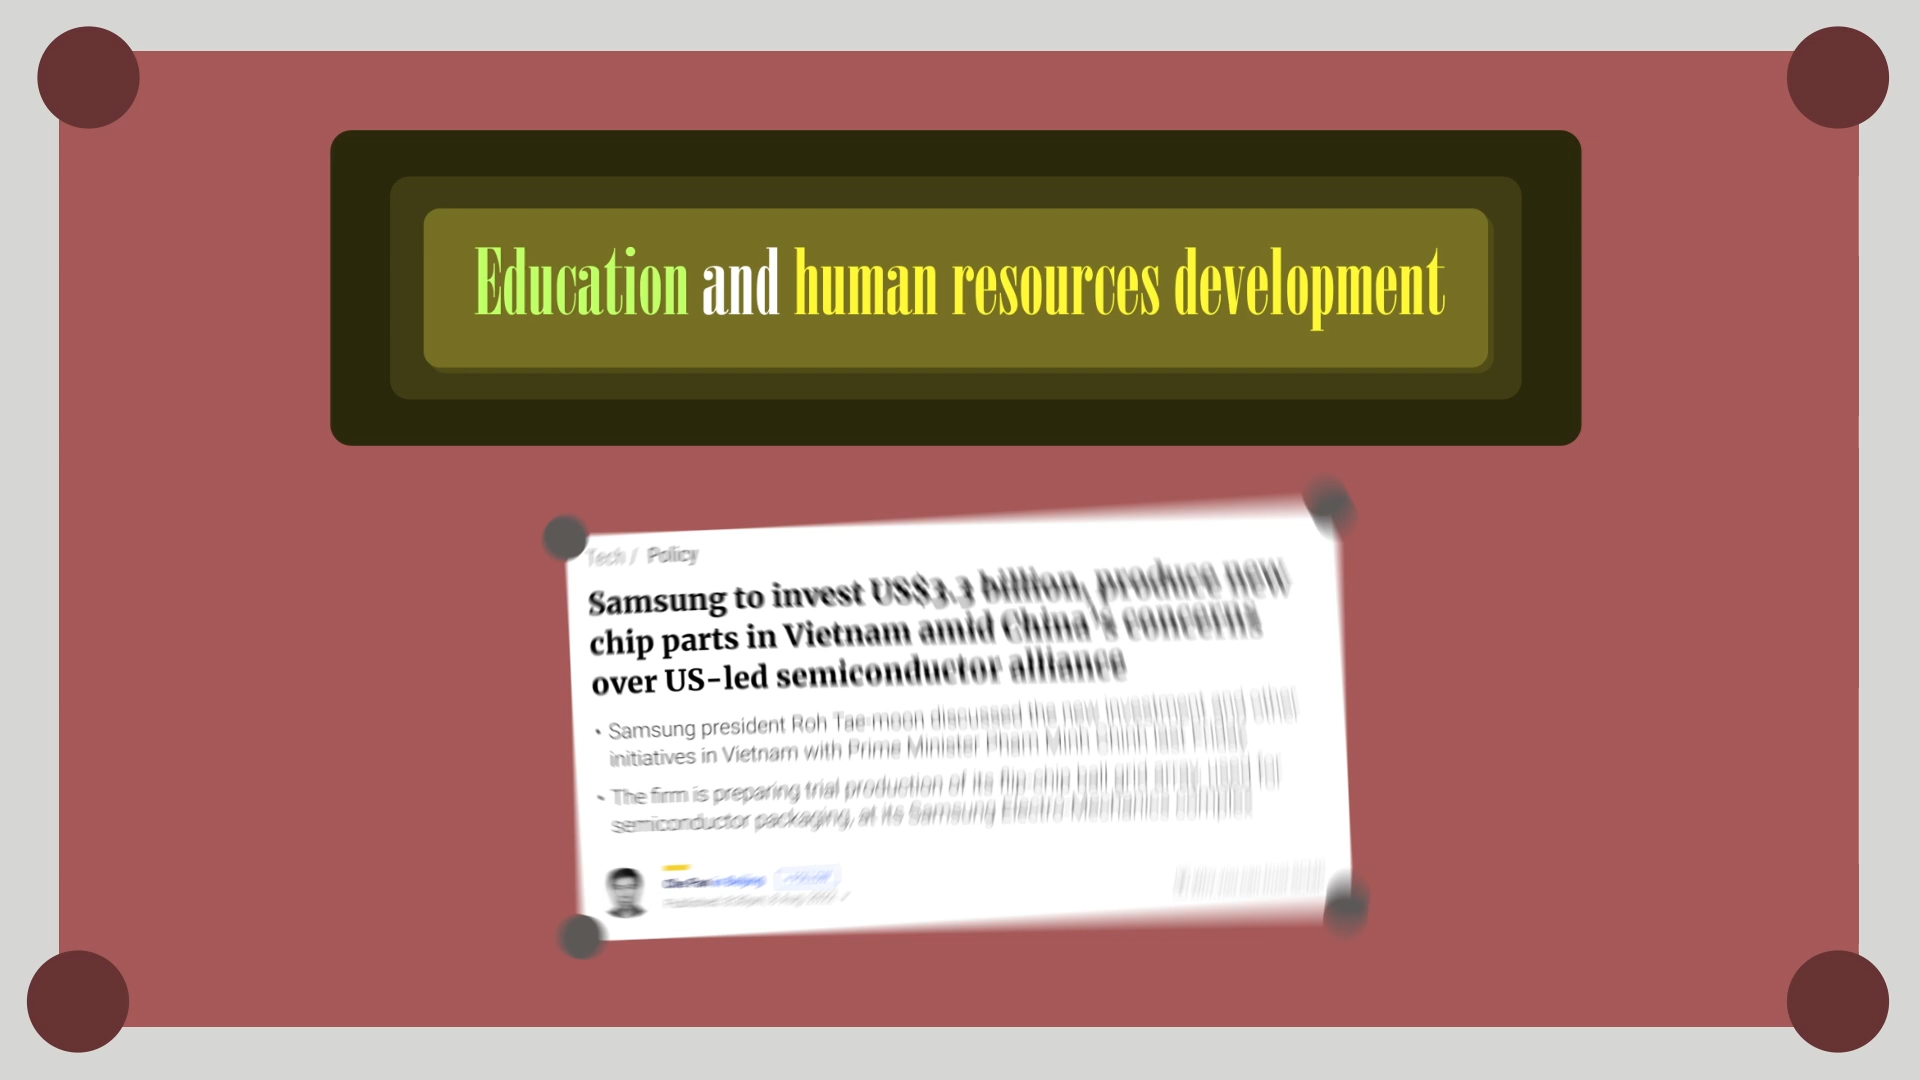 Education and human resources development
Tech / Policy
Samsung to invest US$3.3 billion, produce new
chip parts in Vietnam amid China's concerns
over US-led semiconductor alliance
• Samsung president Roh Tae-moon discussed the new investment and other
initiatives in Vietnam with Prime Minister Pham Minh Chinh last Friday
• The firm is preparing trial production of its flip-chip ball grid array, used for
semiconductor packaging, at its Samsung Electro-Mechanics complex